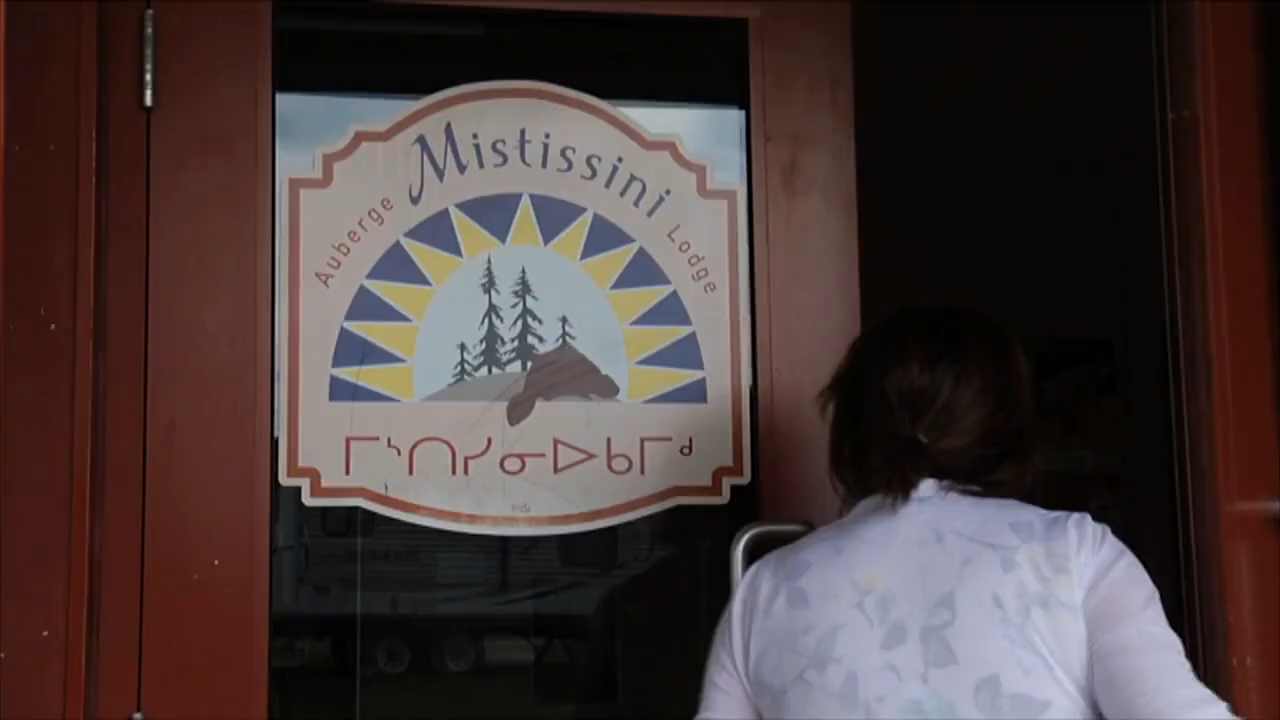 Auberge Mistissini Lodge
ᒥᔅᑎᓯᓂᐅᑲᒥᒄ